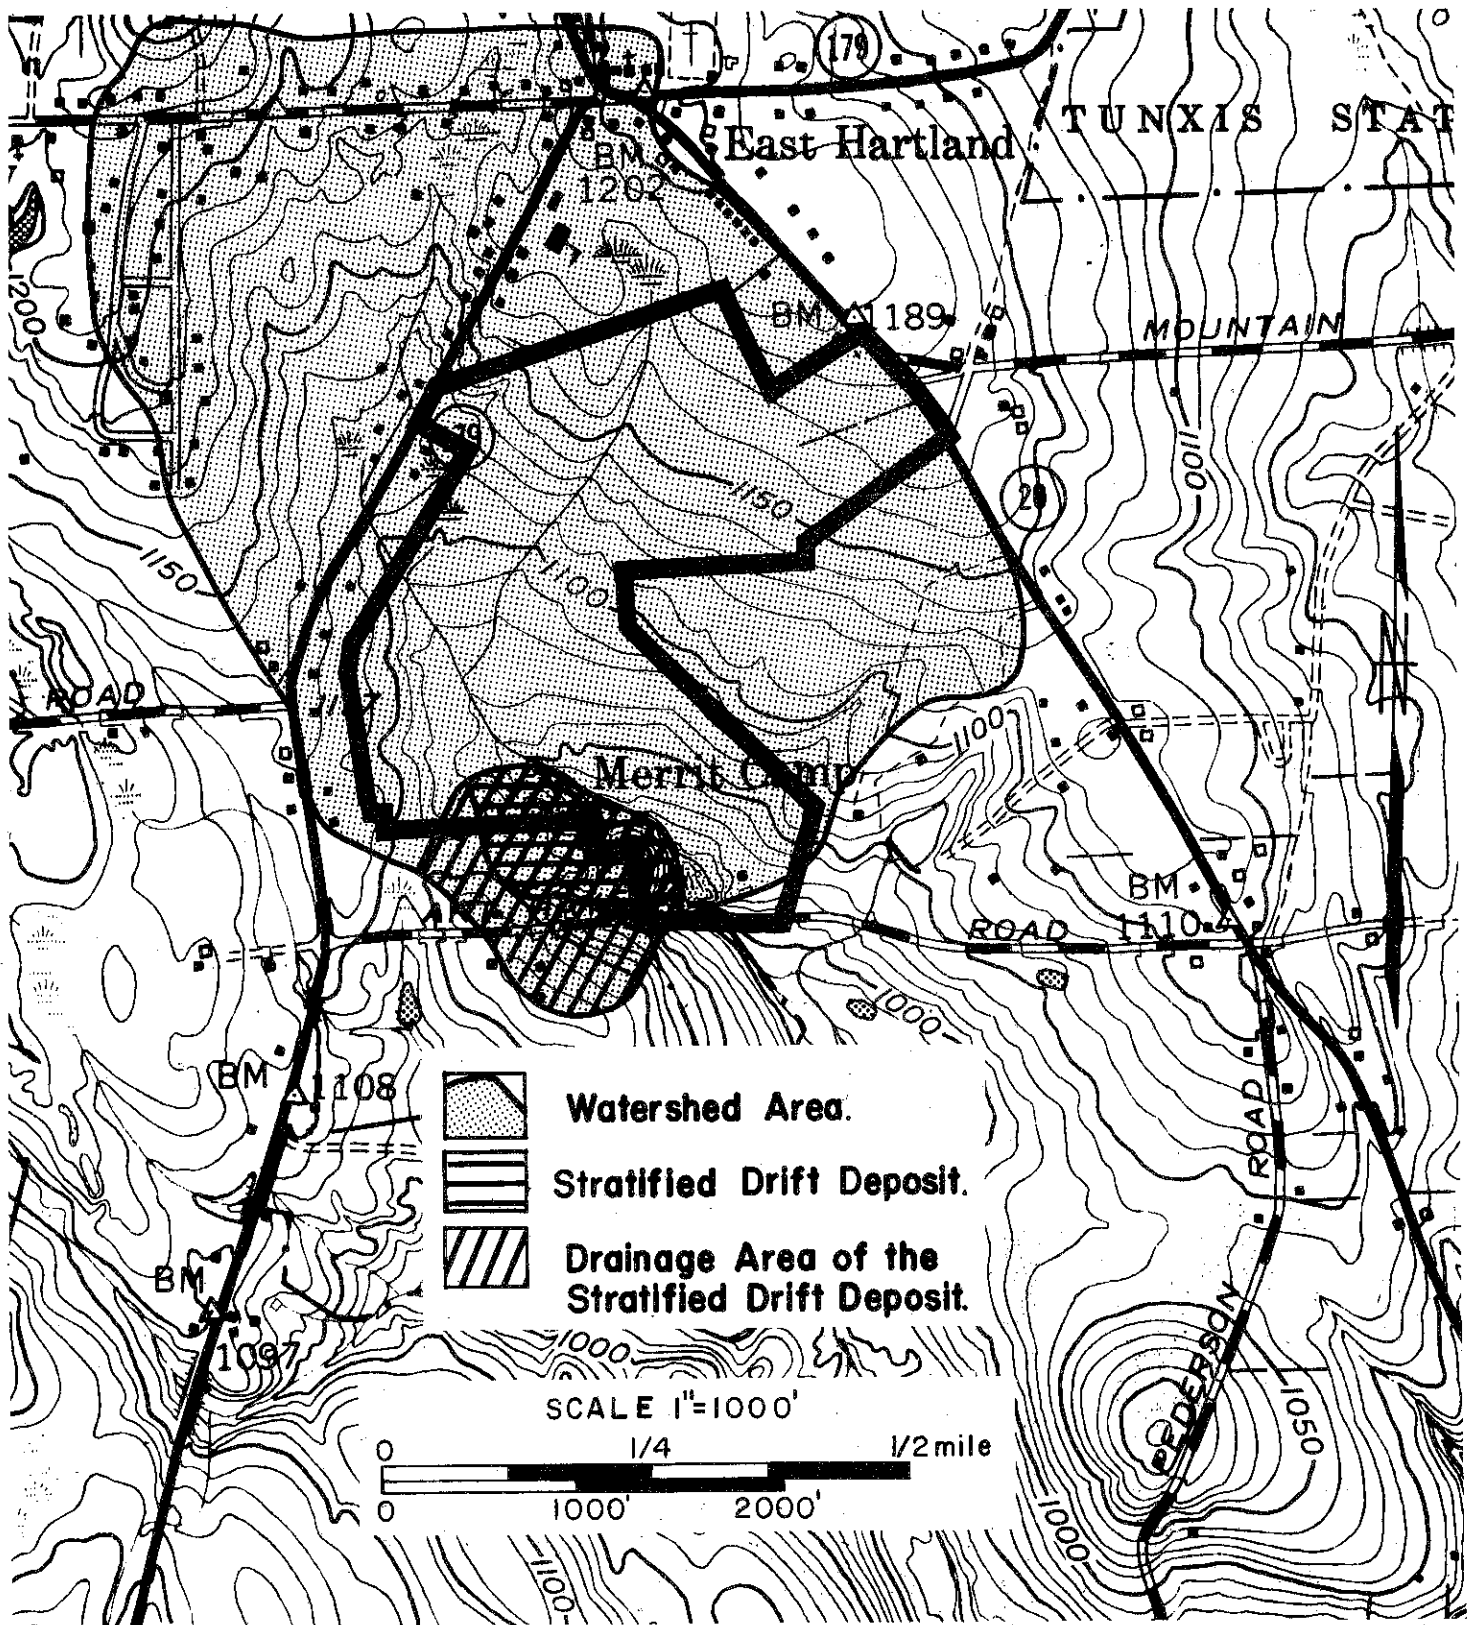 179
TUNXIS STAT
East Hartland
BM
1202
1200
BM 1189
MOUNTAIN
1150
1100
20
1100
1150
ROAD
1100
Merrit Camp
BM
1110
ROAD
1000
BM 1108
ROAD
Watershed Area.
Stratified Drift Deposit.
Drainage Area of the
Stratified Drift Deposit.
BM
1097
1000
PEDERSON
1050
SCALE 1"=1000'
0 1/4 1/2 mile
0 1000' 2000'
1000
1100
N